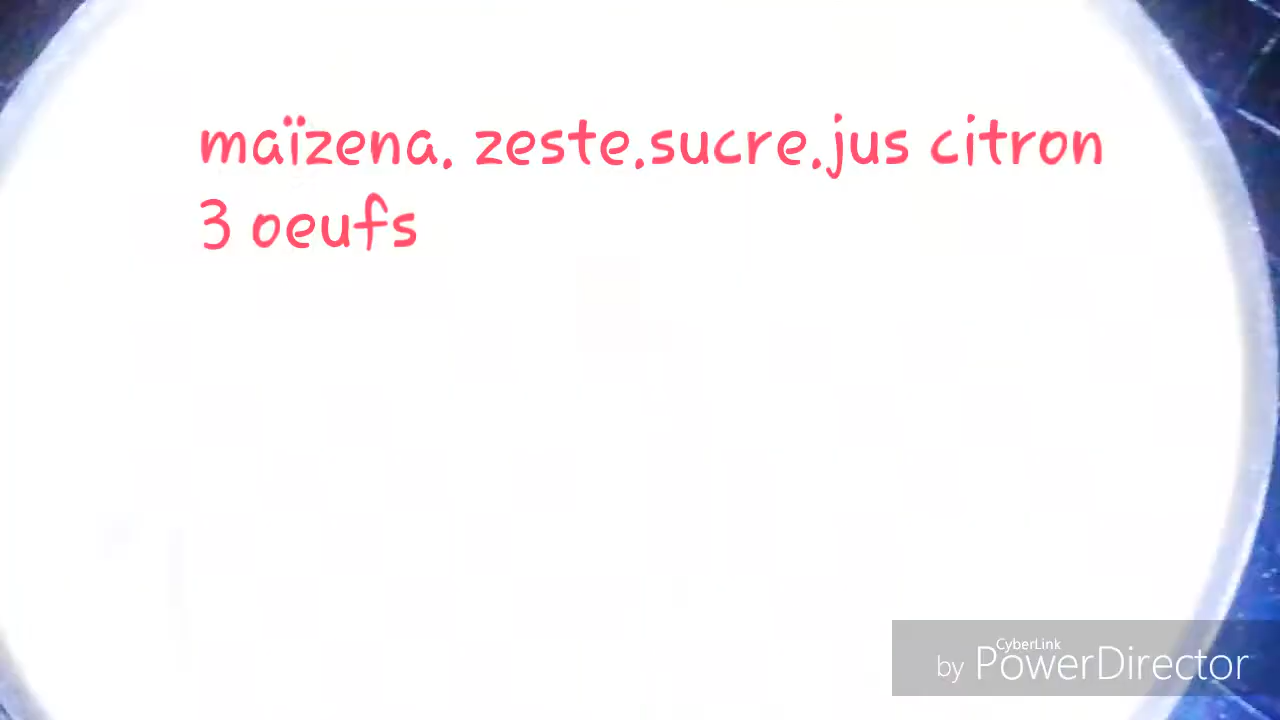 maïzena. zeste.sucre.jus citron
3 oeufs
CyberLink
by PowerDirector